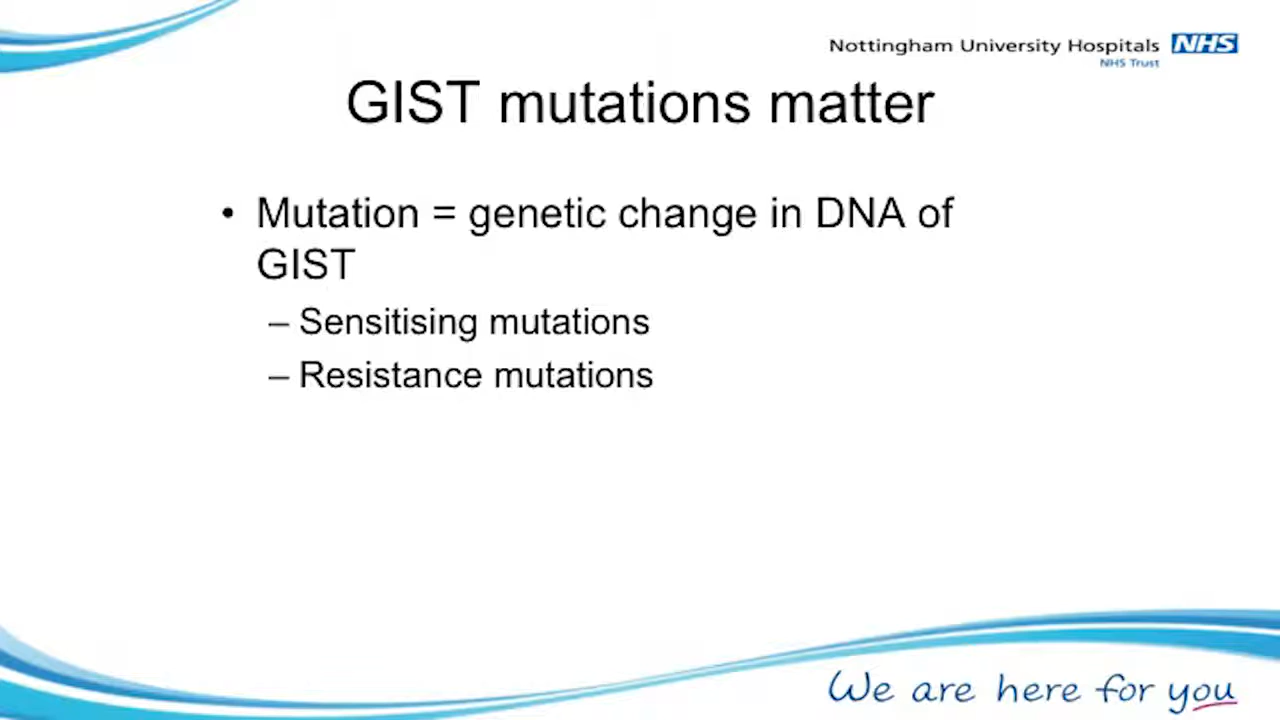 Nottingham University Hospitals NHS
NHS Trust
GIST mutations matter
• Mutation = genetic change in DNA of
GIST
– Sensitising mutations
– Resistance mutations
We are here for you